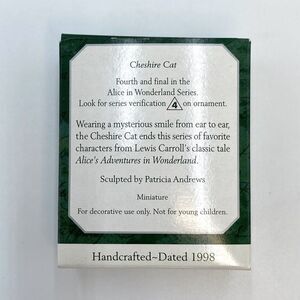 Cheshire Cat
Fourth and final in the
Alice in Wonderland Series.
Look for series verification 4 on ornament.
Wearing a mysterious smile from ear to ear,
the Cheshire Cat ends this series of favorite
characters from Lewis Carroll's classic tale
Alice's Adventures in Wonderland.
Sculpted by Patricia Andrews
Miniature
For decorative use only. Not for young children.
Handcrafted~Dated 1998